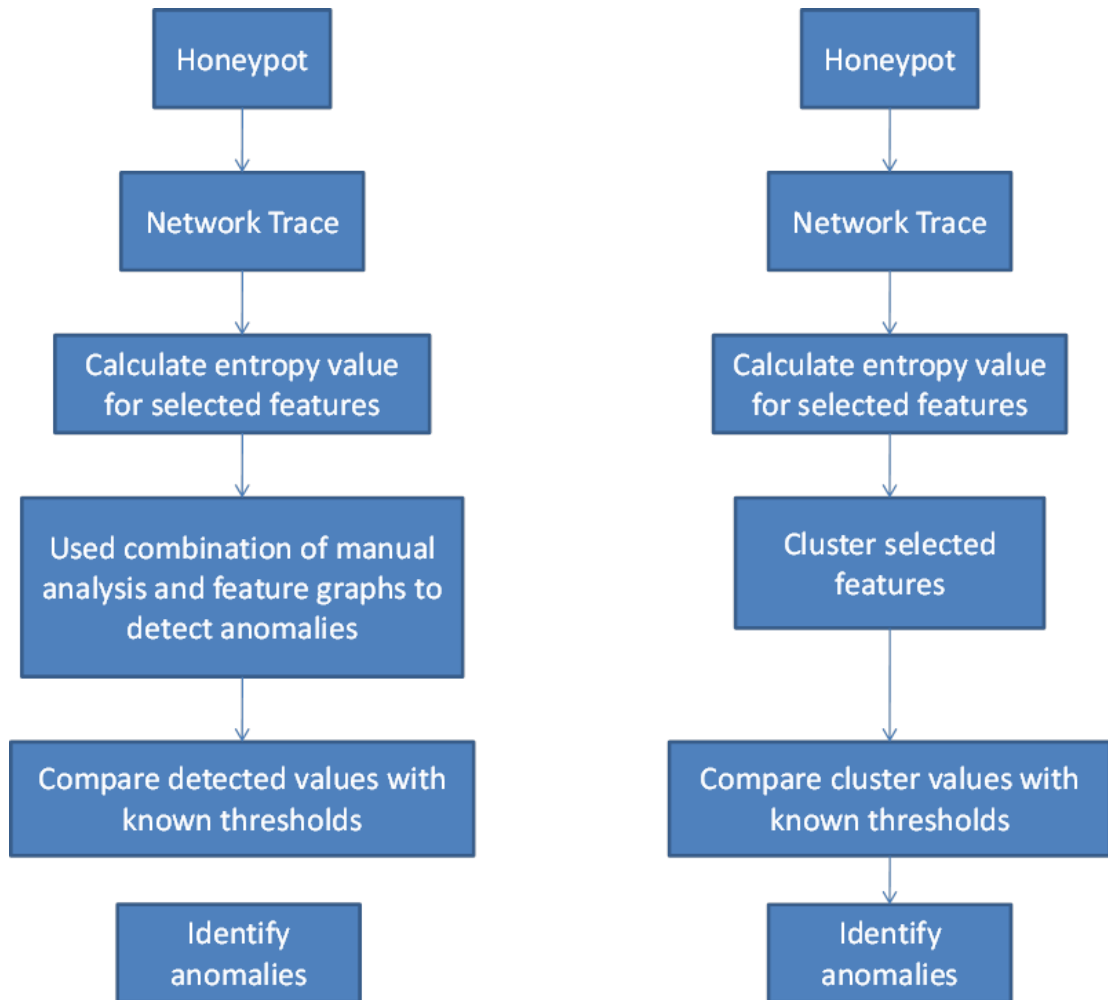 Honeypot
Network Trace
Calculate entropy value
for selected features
Used combination of manual
analysis and feature graphs to
detect anomalies
Compare detected values with
known thresholds
Identify
anomalies
Honeypot
Network Trace
Calculate entropy value
for selected features
Cluster selected
features
Compare cluster values with
known thresholds
Identify
anomalies